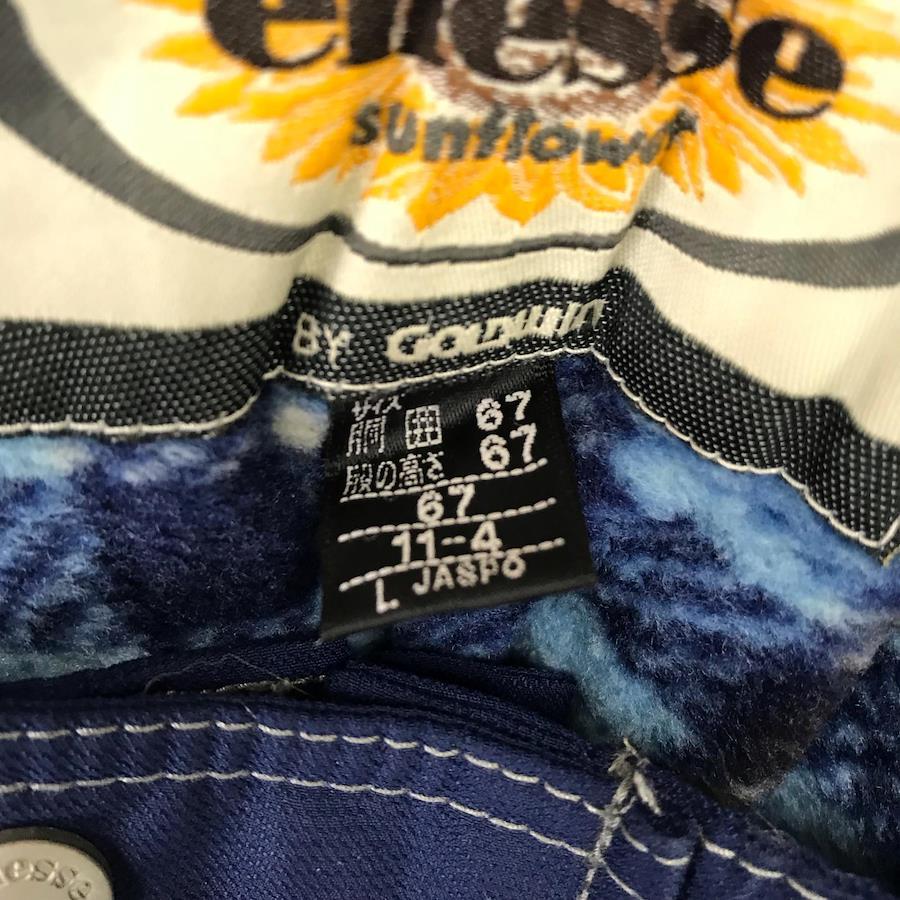 ellesse
sunflower
BY GOLDWIN
サイズ
胴囲 67
股の高さ 67
67
11-4
L JASPO
esse